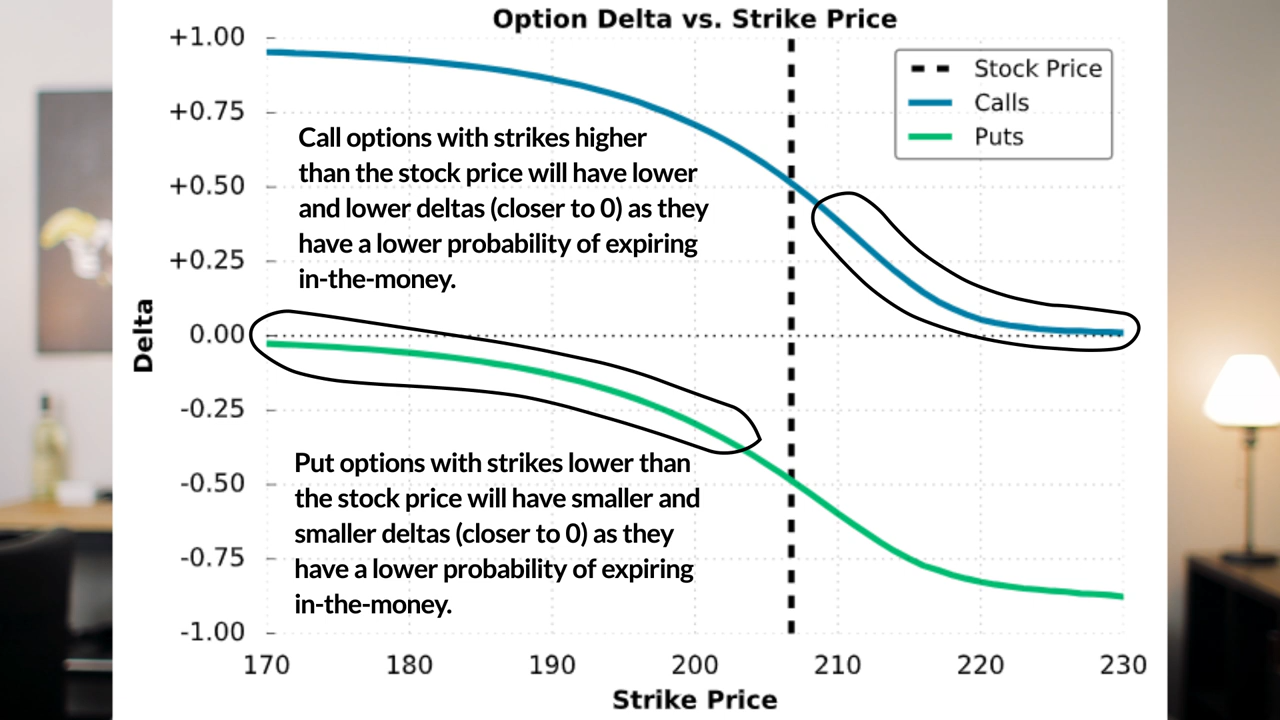 Option Delta vs. Strike Price
+1.00
+0.75
+0.50
+0.25
0.00
-0.25
-0.50
-0.75
-1.00
Delta
Stock Price
Calls
Puts
Call options with strikes higher
than the stock price will have lower
and lower deltas (closer to 0) as they
have a lower probability of expiring
in-the-money.
Put options with strikes lower than
the stock price will have smaller and
smaller deltas (closer to 0) as they
have a lower probability of expiring
in-the-money.
170 180 190 200 210 220 230
Strike Price